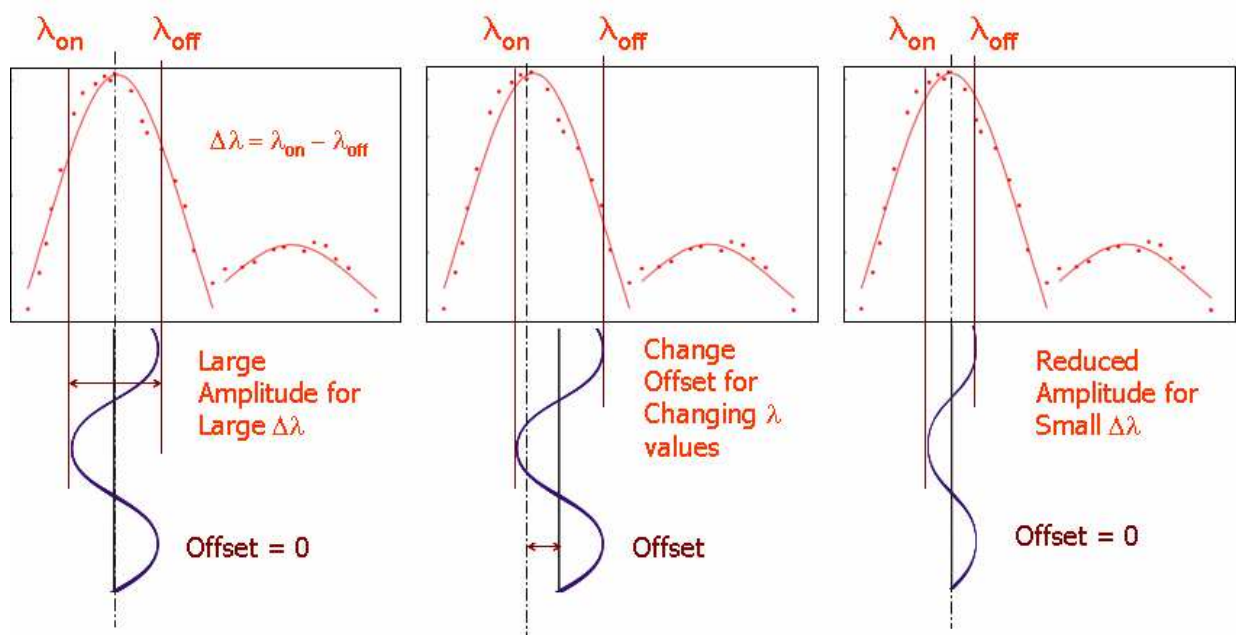 λon
λoff
Δλ = λon − λoff
Large
Amplitude for
Large Δλ
Offset = 0
λon
λoff
Change
Offset for
Changing λ
values
Offset
λon
λoff
Reduced
Amplitude for
Small Δλ
Offset = 0